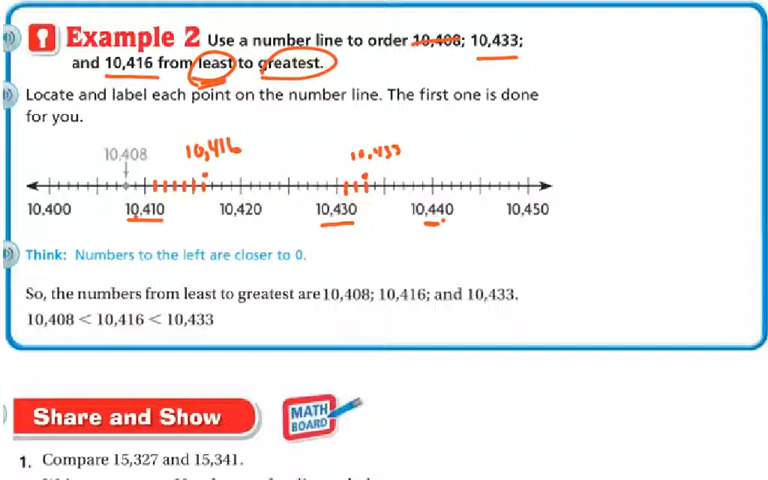 Example 2 Use a number line to order 10,408; 10,433;
and 10,416 from least to greatest.
Locate and label each point on the number line. The first one is done
for you.
10,408 10,416 10,433
10,400 10,410 10,420 10,430 10,440 10,450
Think: Numbers to the left are closer to 0.
So, the numbers from least to greatest are 10,408; 10,416; and 10,433.
10,408 < 10,416 < 10,433
Share and Show MATH
BOARD
1. Compare 15,327 and 15,341.